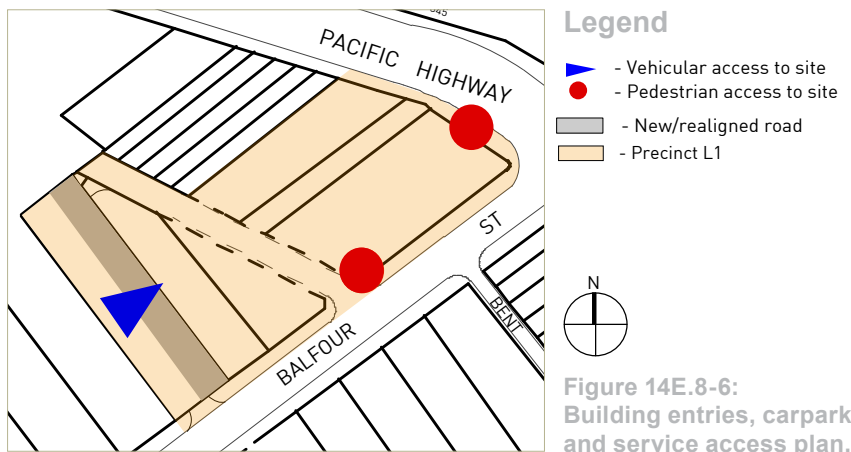 PACIFIC HIGHWAY
ST
BALFOUR
BENT
Legend
- Vehicular access to site
- Pedestrian access to site
- New/realigned road
- Precinct L1
N
Figure 14E.8-6:
Building entries, carpark
and service access plan.